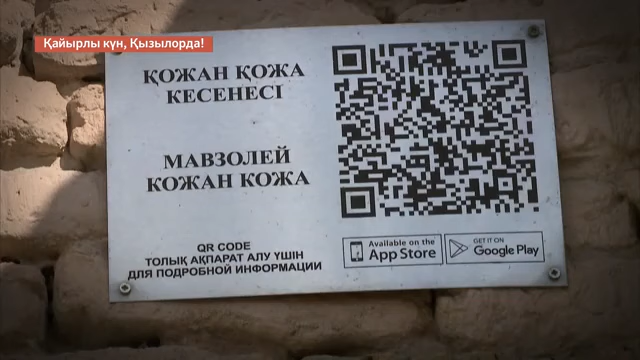 Қайырлы күн, Қызылорда!
ҚОЖАН ҚОЖА
КЕСЕНЕСІ
МАВЗОЛЕЙ
КОЖАН КОЖА
QR CODE
ТОЛЫҚ АҚПАРАТ АЛУ ҮШІН
ДЛЯ ПОДРОБНОЙ ИНФОРМАЦИИ
Available on the
App Store
GET IT ON
Google Play